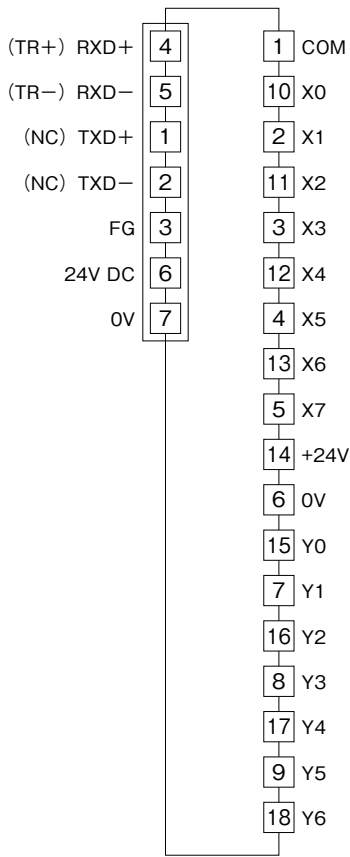 (TR+) RXD+ 4
(TR−) RXD− 5
(NC) TXD+ 1
(NC) TXD− 2
FG 3
24V DC 6
0V 7
1 COM
10 X0
2 X1
11 X2
3 X3
12 X4
4 X5
13 X6
5 X7
14 +24V
6 0V
15 Y0
7 Y1
16 Y2
8 Y3
17 Y4
9 Y5
18 Y6